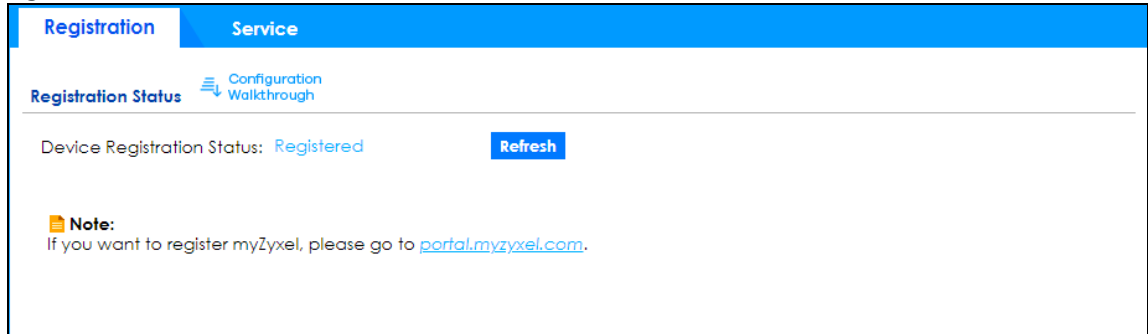 Registration Service
Configuration
Registration Status Walkthrough
Device Registration Status: Registered Refresh
Note:
If you want to register myZyxel, please go to portal.myzyxel.com.